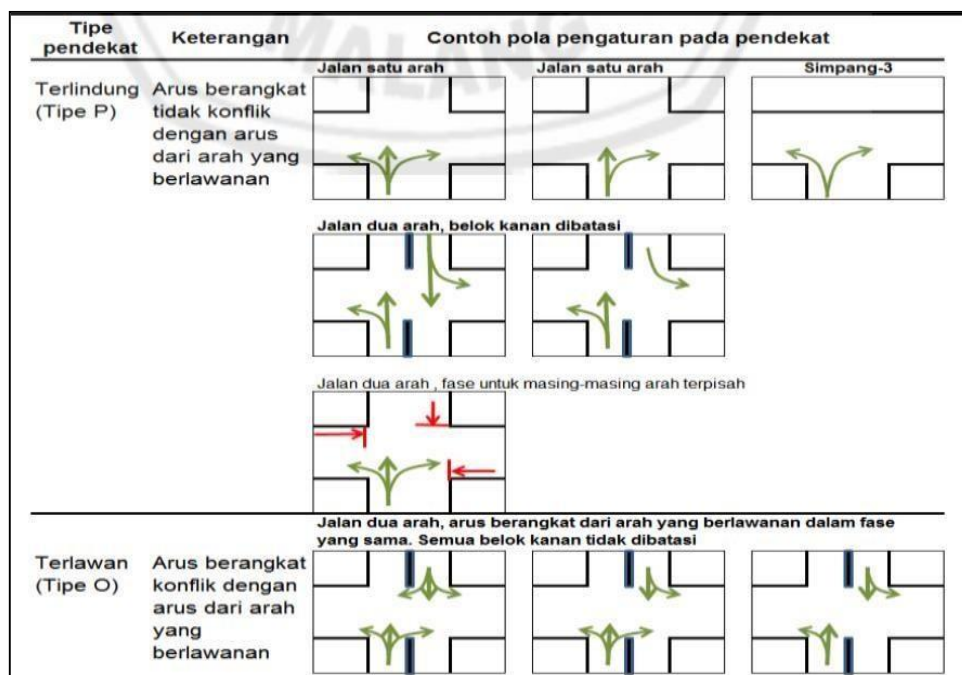 MALANG
Tipe pendekat
Keterangan
Contoh pola pengaturan pada pendekat
Jalan satu arah
Jalan satu arah
Simpang-3
Terlindung
(Tipe P)
Arus berangkat
tidak konflik
dengan arus
dari arah yang
berlawanan
Jalan dua arah, belok kanan dibatasi
Jalan dua arah , fase untuk masing-masing arah terpisah
Jalan dua arah, arus berangkat dari arah yang berlawanan dalam fase
yang sama. Semua belok kanan tidak dibatasi
Terlawan
(Tipe O)
Arus berangkat
konflik dengan
arus dari arah
yang
berlawanan